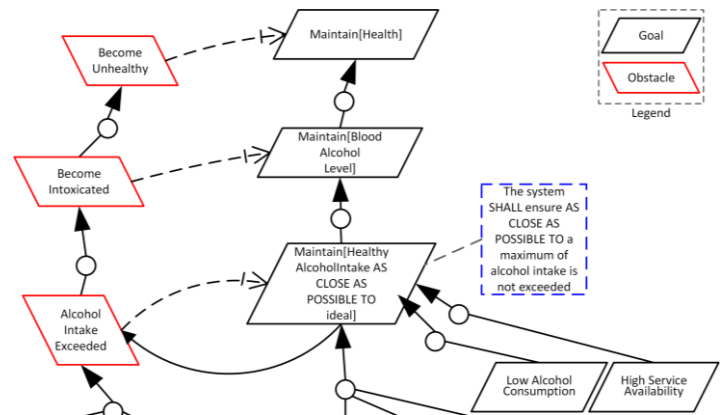 Become
Unhealthy
Maintain[Health]
Goal
Obstacle
Legend
Become
Intoxicated
Maintain[Blood
Alcohol
Level]
The system
SHALL ensure AS
CLOSE AS
POSSIBLE TO a
maximum of
alcohol intake is
not exceeded
Maintain[Healthy
AlcoholIntake AS
CLOSE AS
POSSIBLE TO
ideal]
Alcohol
Intake
Exceeded
Low Alcohol
Consumption
High Service
Availability